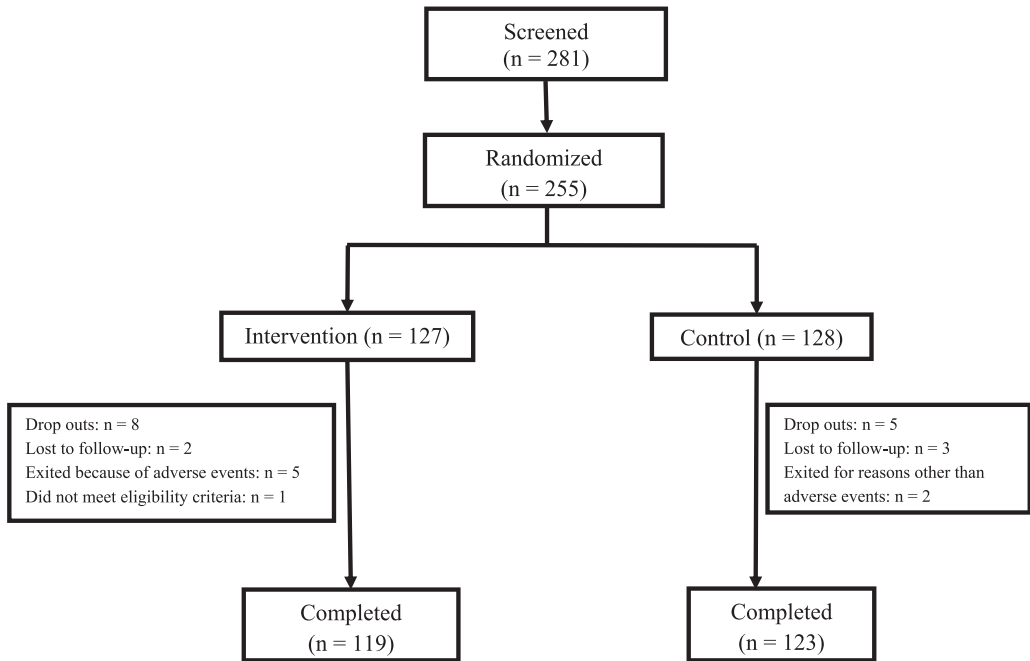 Screened
(n = 281)
Randomized
(n = 255)
Intervention (n = 127)
Control (n = 128)
Drop outs: n = 8
Lost to follow-up: n = 2
Exited because of adverse events: n = 5
Did not meet eligibility criteria: n = 1
Drop outs: n = 5
Lost to follow-up: n = 3
Exited for reasons other than
adverse events: n = 2
Completed
(n = 119)
Completed
(n = 123)